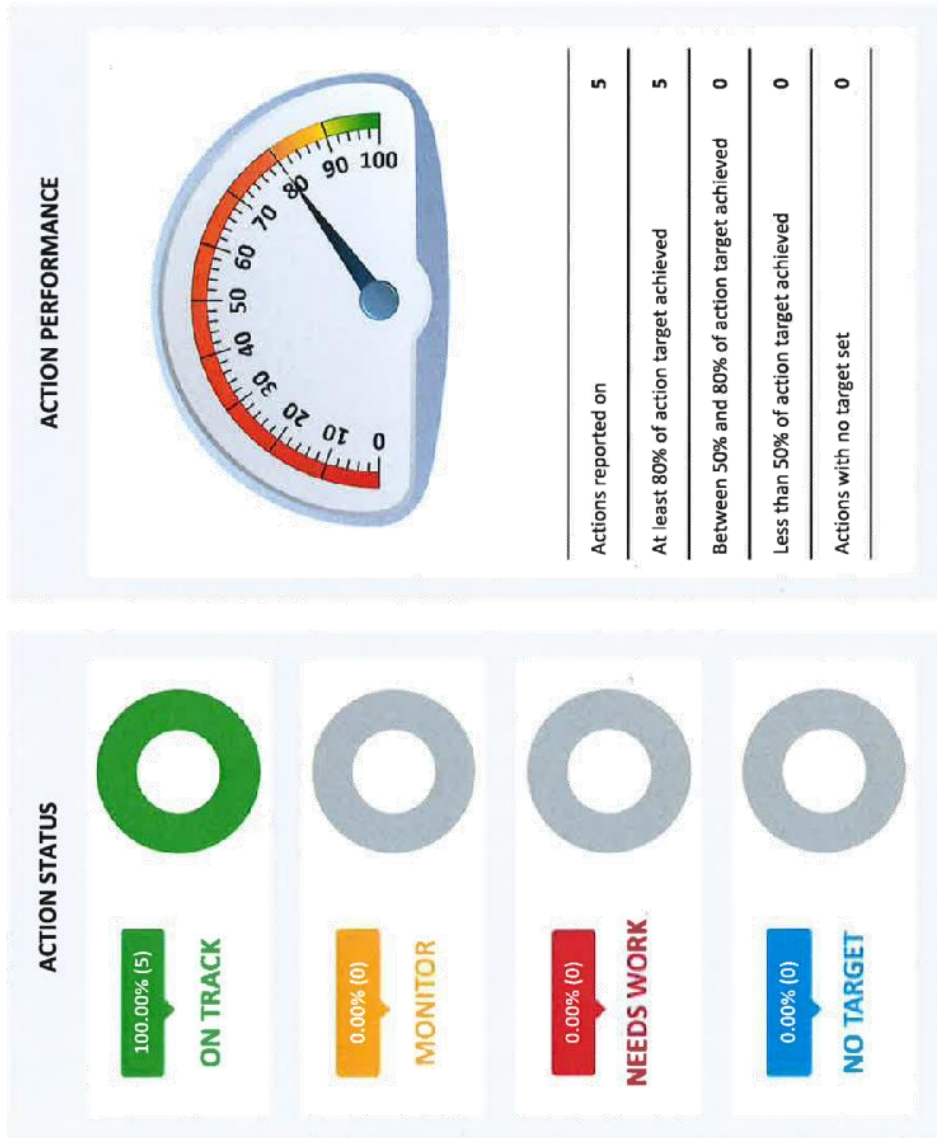 ACTION STATUS
100.00% (5)
ON TRACK
0.00% (0)
MONITOR
0.00% (0)
NEEDS WORK
0.00% (0)
NO TARGET
ACTION PERFORMANCE
0
10
20
30
40
50
60
70
80
90
100
Actions reported on 5
At least 80% of action target achieved 5
Between 50% and 80% of action target achieved 0
Less than 50% of action target achieved 0
Actions with no target set 0